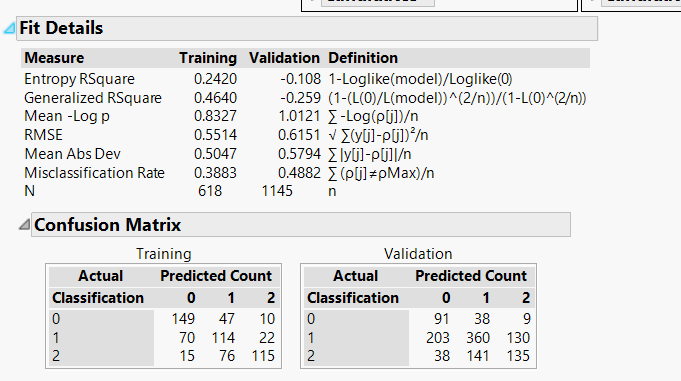 Fit Details
Measure Training Validation Definition
Entropy RSquare 0.2420 -0.108 1-Loglike(model)/Loglike(0)
Generalized RSquare 0.4640 -0.259 (1-(L(0)/L(model))^(2/n))/(1-L(0)^(2/n))
Mean -Log p 0.8327 1.0121 ∑ -Log(ρ[j])/n
RMSE 0.5514 0.6151 √ ∑(y[j]-ρ[j])²/n
Mean Abs Dev 0.5047 0.5794 ∑ |y[j]-ρ[j]|/n
Misclassification Rate 0.3883 0.4882 ∑ (ρ[j]≠ρMax)/n
N 618 1145 n
Confusion Matrix
Training
Actual Predicted Count
Classification 0 1 2
0 149 47 10
1 70 114 22
2 15 76 115
Validation
Actual Predicted Count
Classification 0 1 2
0 91 38 9
1 203 360 130
2 38 141 135